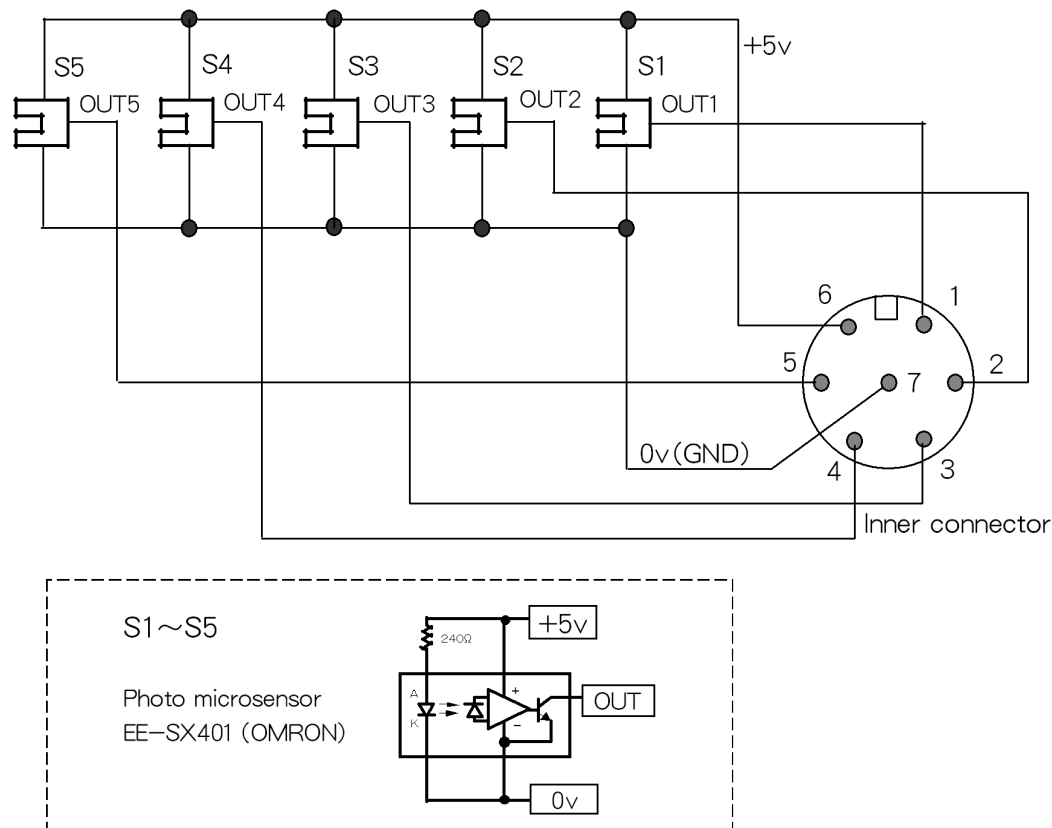 +5v
S5 S4 S3 S2 S1
OUT5 OUT4 OUT3 OUT2 OUT1
6 1
5 7 2
0v(GND)
4 3
Inner connector
S1～S5
240Ω
+5v
Photo microsensor
EE-SX401 (OMRON)
A
K
+
−
OUT
0v